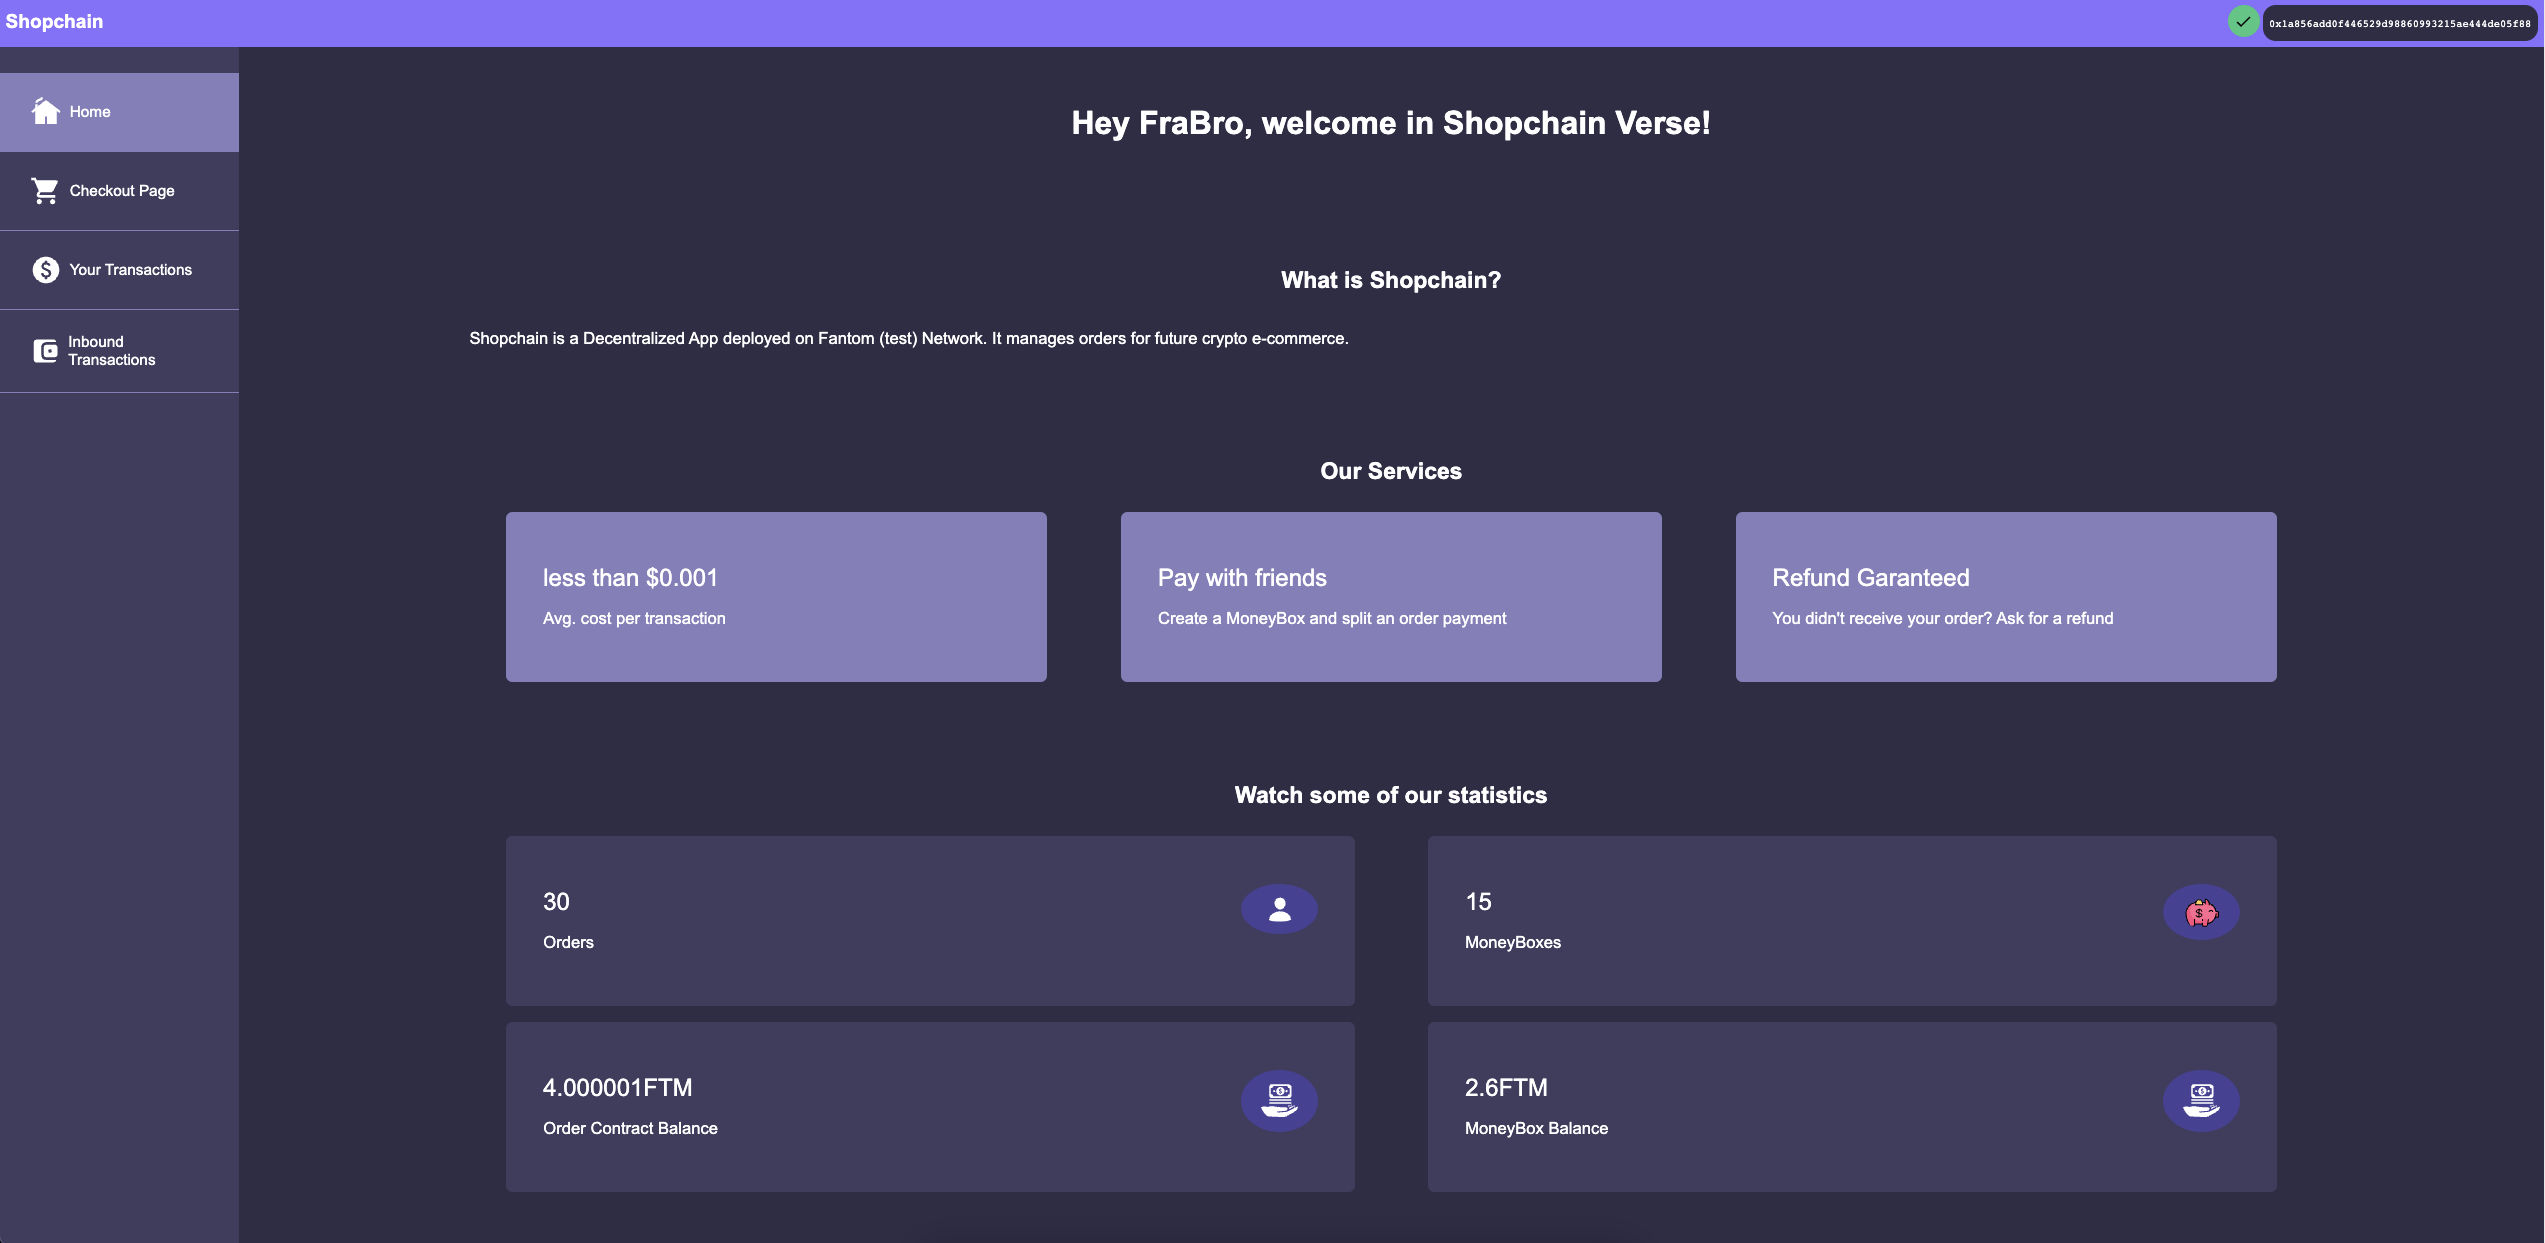 Shopchain
0x1a856add0f446529d98860993215ae444de05f88
Home
Checkout Page
Your Transactions
Inbound
Transactions
Hey FraBro, welcome in Shopchain Verse!
What is Shopchain?
Shopchain is a Decentralized App deployed on Fantom (test) Network. It manages orders for future crypto e-commerce.
Our Services
less than $0.001
Avg. cost per transaction
Pay with friends
Create a MoneyBox and split an order payment
Refund Garanteed
You didn't receive your order? Ask for a refund
Watch some of our statistics
30
Orders
15
MoneyBoxes
4.000001FTM
Order Contract Balance
2.6FTM
MoneyBox Balance